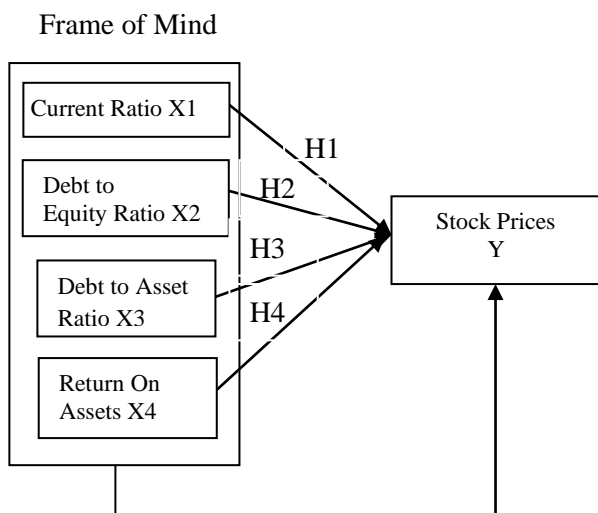 Frame of Mind
Current Ratio X1
H1
Debt to
Equity Ratio X2
H2
Stock Prices
Y
H3
Debt to Asset
Ratio X3
H4
Return On
Assets X4